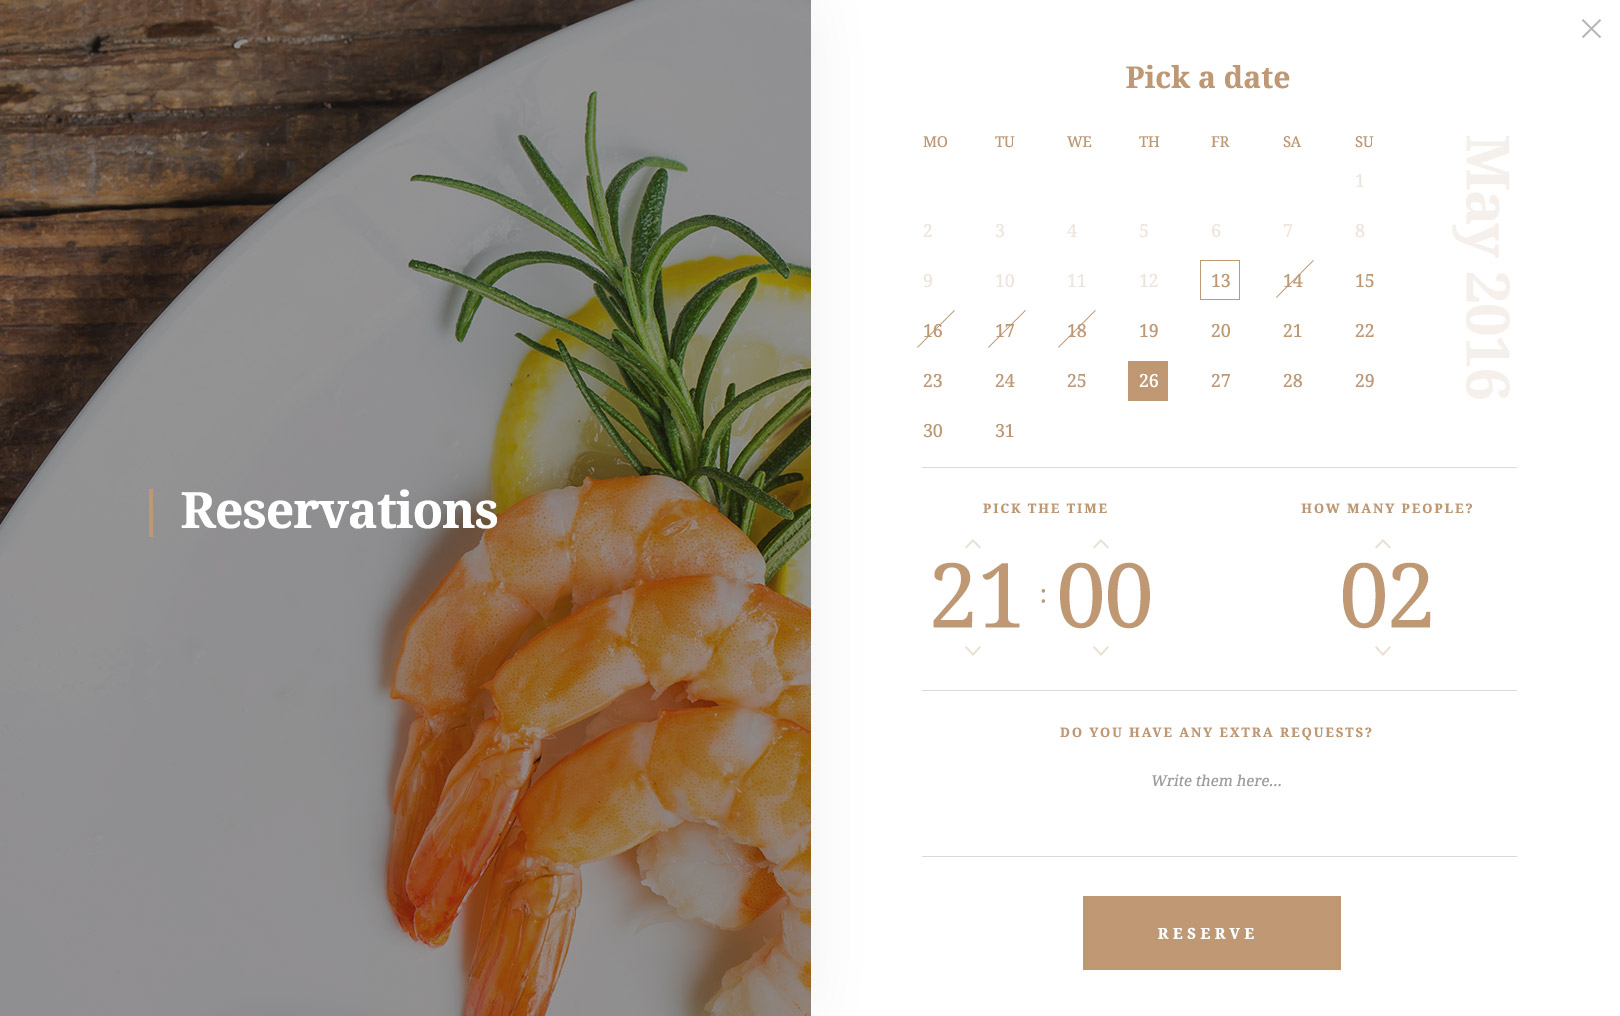 Reservations
Pick a date
MO TU WE TH FR SA SU
1
2 3 4 5 6 7 8
9 10 11 12 13 14 15
16 17 18 19 20 21 22
23 24 25 26 27 28 29
30 31
May 2016
PICK THE TIME
21 : 00
HOW MANY PEOPLE?
02
DO YOU HAVE ANY EXTRA REQUESTS?
Write them here...
RESERVE